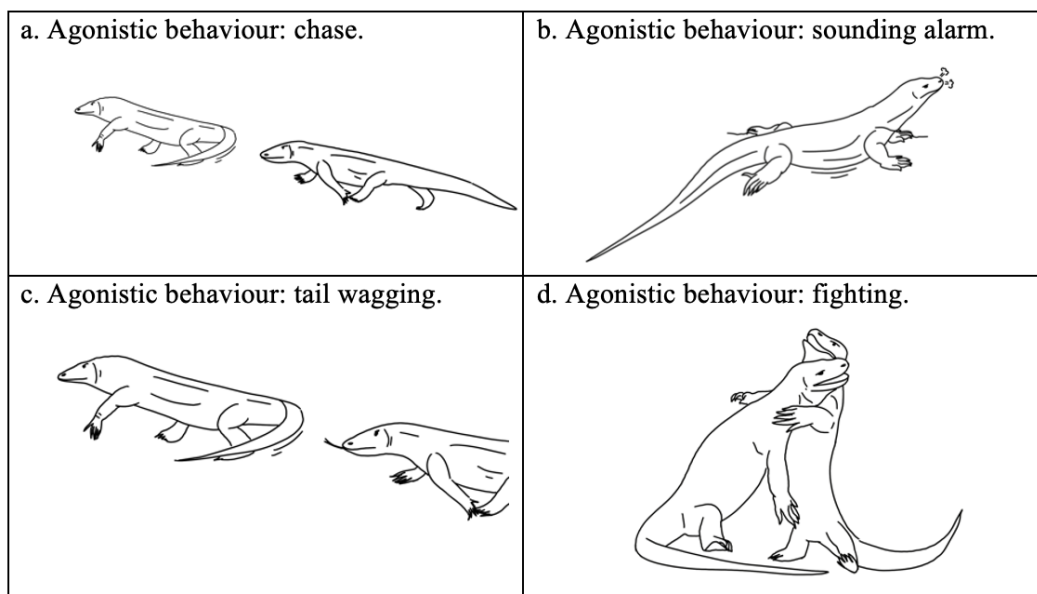 a. Agonistic behaviour: chase.
b. Agonistic behaviour: sounding alarm.
c. Agonistic behaviour: tail wagging.
d. Agonistic behaviour: fighting.